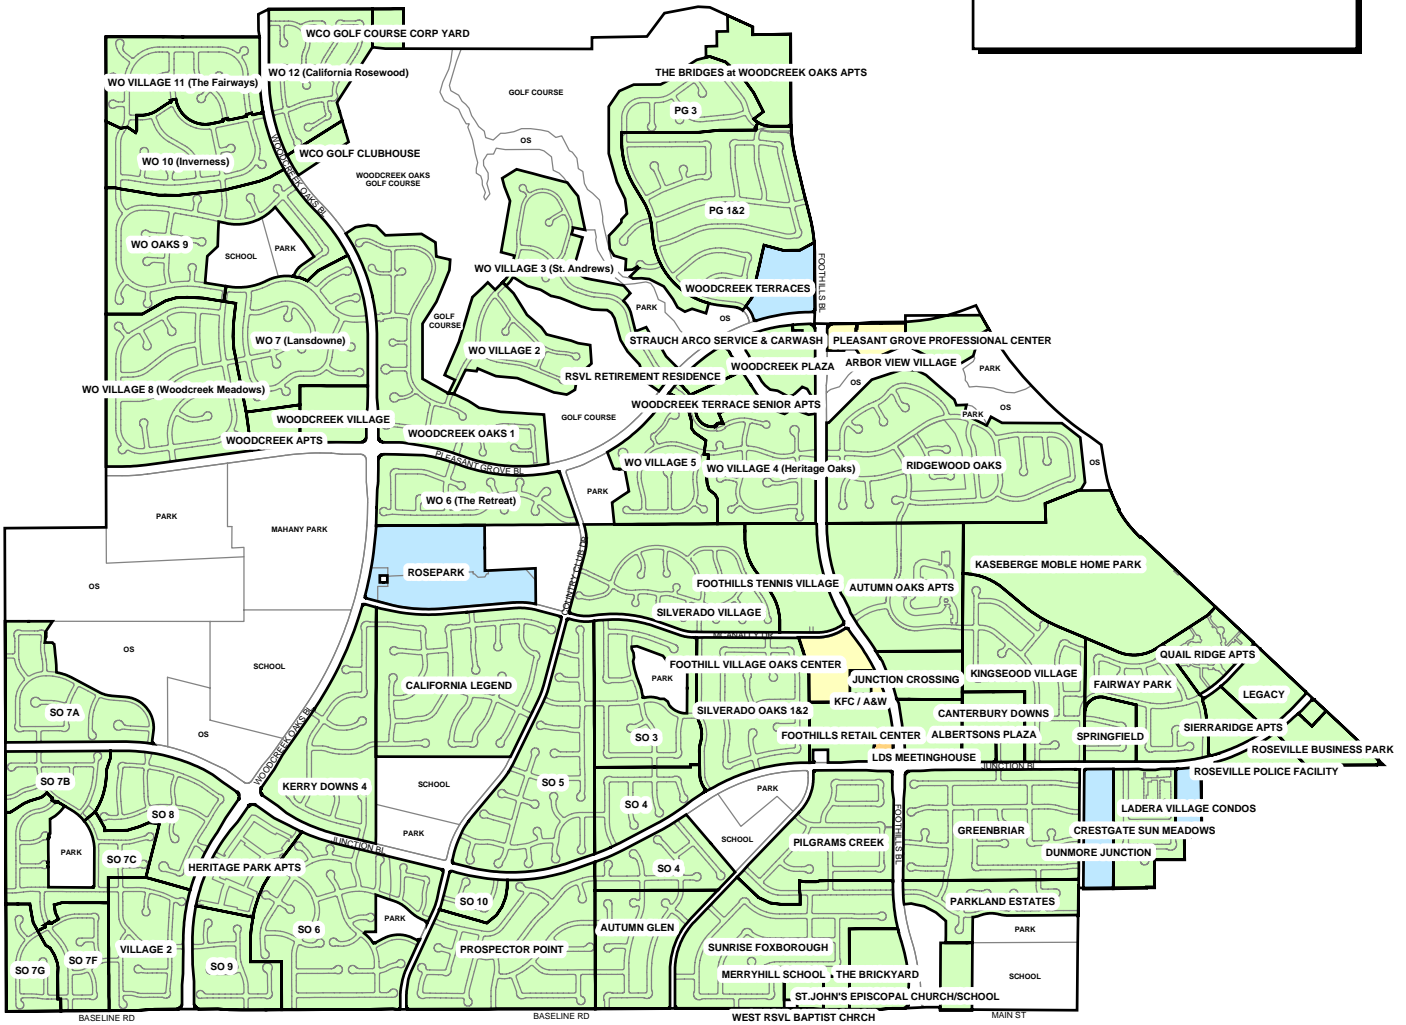 WCO GOLF COURSE CORP YARD
WO 12 (California Rosewood)
THE BRIDGES at WOODCREEK OAKS APTS
WO VILLAGE 11 (The Fairways)
GOLF COURSE
PG 3
OS
WCO GOLF CLUBHOUSE
WO 10 (Inverness)
WOODCREEK OAKS BL
WOODCREEK OAKS
GOLF COURSE
PG 1&2
WO OAKS 9
PARK
SCHOOL
WO VILLAGE 3 (St. Andrews)
FOOTHILLS BL
WOODCREEK TERRACES
PARK
OS
GOLF
COURSE
WO 7 (Lansdowne)
STRAUCH ARCO SERVICE & CARWASH
PLEASANT GROVE PROFESSIONAL CENTER
WO VILLAGE 2
WOODCREEK PLAZA
ARBOR VIEW VILLAGE
PARK
RSVL RETIREMENT RESIDENCE
OS
WO VILLAGE 8 (Woodcreek Meadows)
WOODCREEK TERRACE SENIOR APTS
OS
PARK
GOLF COURSE
WOODCREEK VILLAGE
WOODCREEK APTS
WOODCREEK OAKS 1
PLEASANT GROVE BL
WO VILLAGE 5
WO VILLAGE 4 (Heritage Oaks)
RIDGEWOOD OAKS
OS
PARK
WO 6 (The Retreat)
PARK
MAHANY PARK
COUNTRY CLUB DR
KASEBERGE MOBLE HOME PARK
ROSEPARK
FOOTHILLS TENNIS VILLAGE
AUTUMN OAKS APTS
OS
SILVERADO VILLAGE
MCANALLY DR
OS
QUAIL RIDGE APTS
SCHOOL
FOOTHILL VILLAGE OAKS CENTER
KINGSEOOD VILLAGE
PARK
JUNCTION CROSSING
CALIFORNIA LEGEND
FAIRWAY PARK
LEGACY
KFC / A&W
SO 7A
SILVERADO OAKS 1&2
CANTERBURY DOWNS
SIERRARIDGE APTS
OS
WOODCREEK OAKS BL
SO 3
FOOTHILLS RETAIL CENTER
ALBERTSONS PLAZA
SPRINGFIELD
ROSEVILLE BUSINESS PARK
LDS MEETINGHOUSE
JUNCTION BL
ROSEVILLE POLICE FACILITY
SO 7B
KERRY DOWNS 4
SCHOOL
SO 5
PARK
SO 4
LADERA VILLAGE CONDOS
SO 8
PARK
FOOTHILLS BL
GREENBRIAR
CRESTGATE SUN MEADOWS
SCHOOL
PILGRAMS CREEK
JUNCTION BL
PARK
SO 7C
DUNMORE JUNCTION
HERITAGE PARK APTS
SO 4
SO 10
PARKLAND ESTATES
PARK
AUTUMN GLEN
SO 6
PARK
VILLAGE 2
PROSPECTOR POINT
SUNRISE FOXBOROUGH
SO 7F
SO 7G
SO 9
MERRYHILL SCHOOL
THE BRICKYARD
SCHOOL
ST.JOHN'S EPISCOPAL CHURCH/SCHOOL
BASELINE RD
BASELINE RD
WEST RSVL BAPTIST CHRCH
MAIN ST